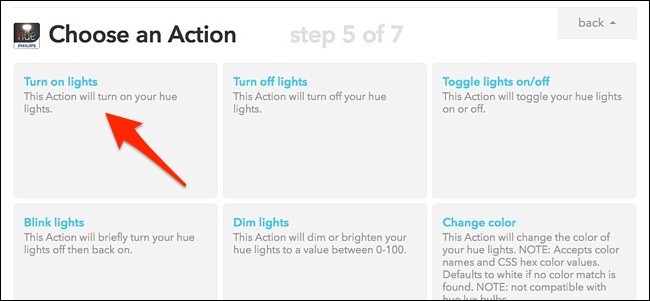 hue
PHILIPS
Choose an Action
step 5 of 7
back
Turn on lights
This Action will turn on your hue
lights.
Turn off lights
This Action will turn off your hue
lights.
Toggle lights on/off
This Action will toggle your hue lights
on or off.
Blink lights
This Action will briefly turn your hue
lights off then back on.
Dim lights
This Action will dim or brighten your
hue lights to a value between 0-100.
Change color
This Action will change the color of
your hue lights. NOTE: Accepts color
names and CSS hex color values.
Defaults to white if no color match is
found. NOTE: not compatible with
hue lux bulbs